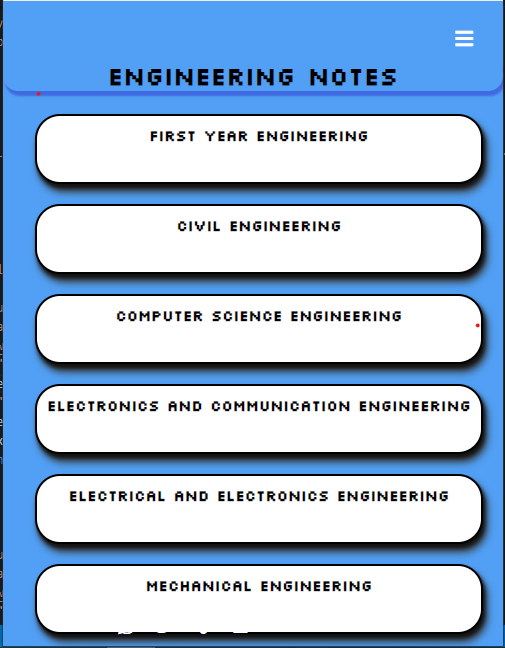 ENGINEERING NOTES
FIRST YEAR ENGINEERING
CIVIL ENGINEERING
COMPUTER SCIENCE ENGINEERING
ELECTRONICS AND COMMUNICATION ENGINEERING
ELECTRICAL AND ELECTRONICS ENGINEERING
MECHANICAL ENGINEERING